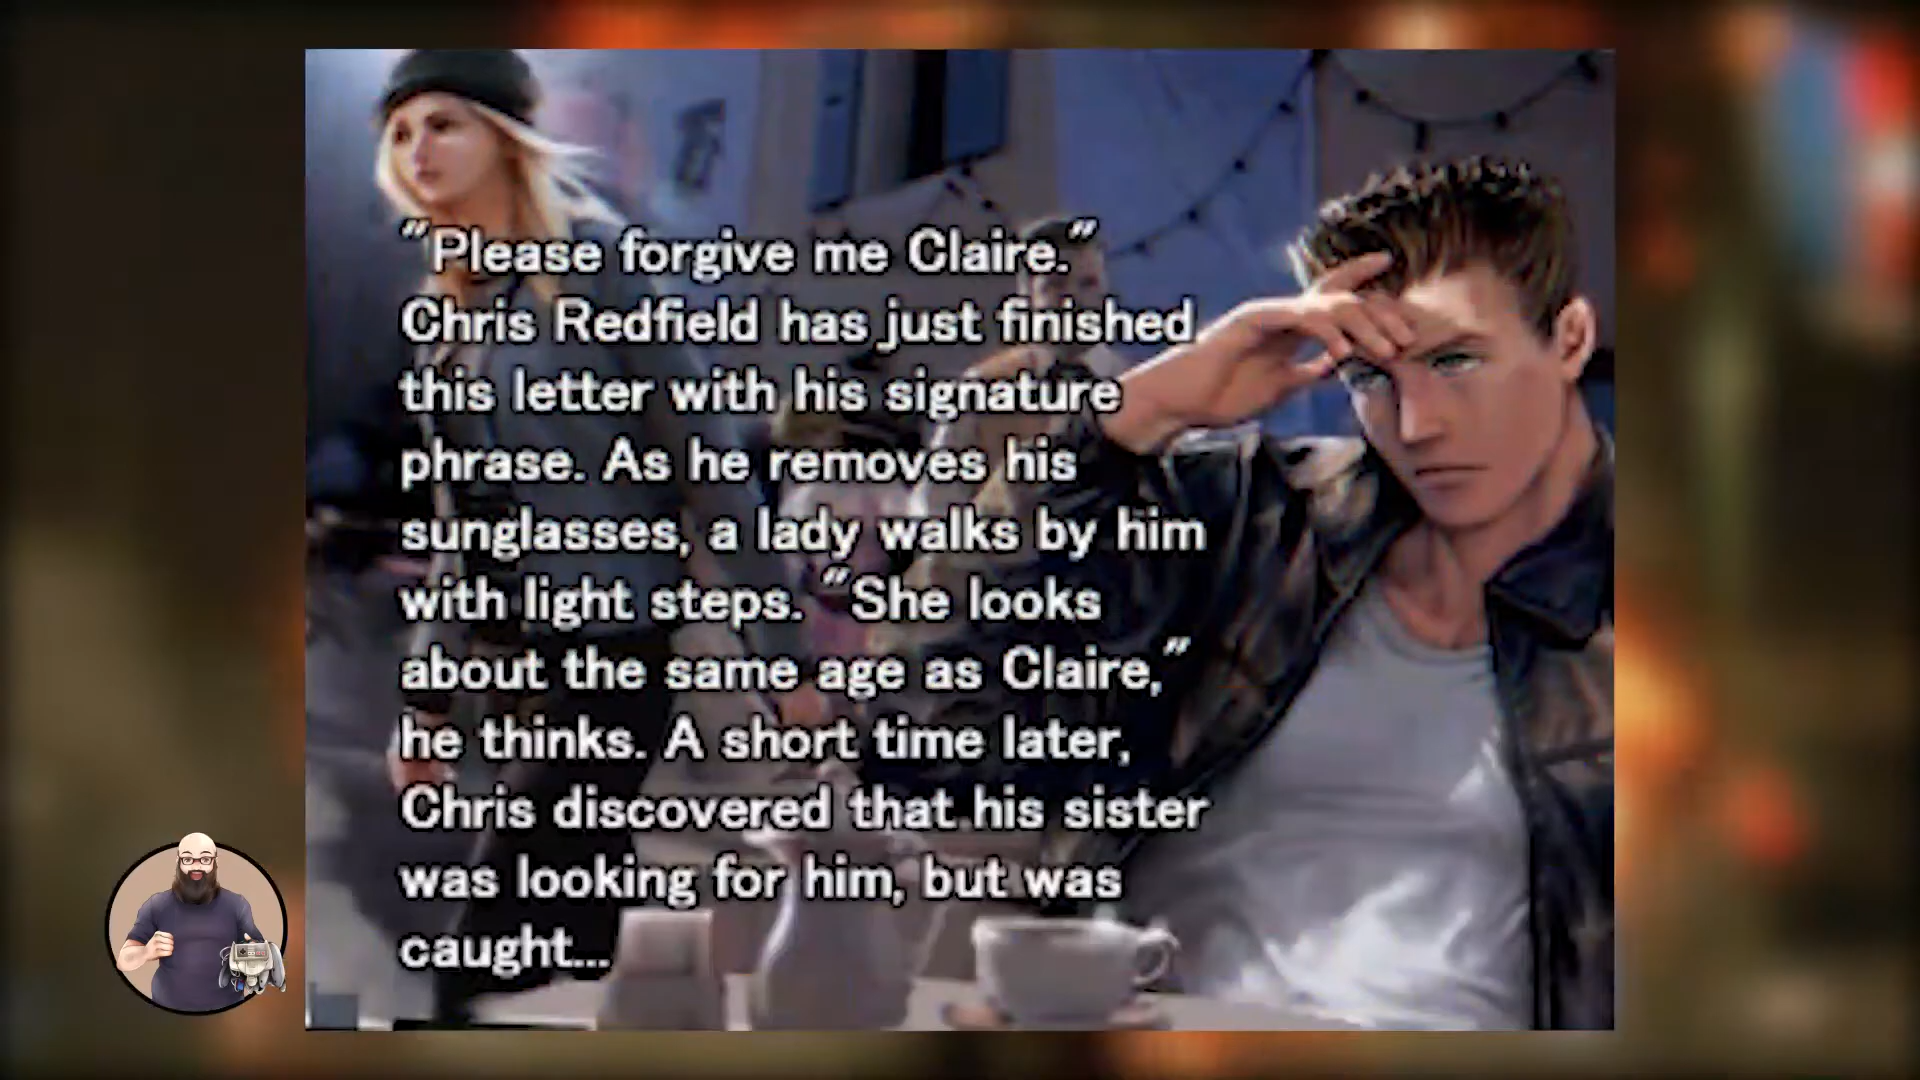 "Please forgive me Claire."
Chris Redfield has just finished
this letter with his signature
phrase. As he removes his
sunglasses, a lady walks by him
with light steps. "She looks
about the same age as Claire,"
he thinks. A short time later,
Chris discovered that his sister
was looking for him, but was
caught...